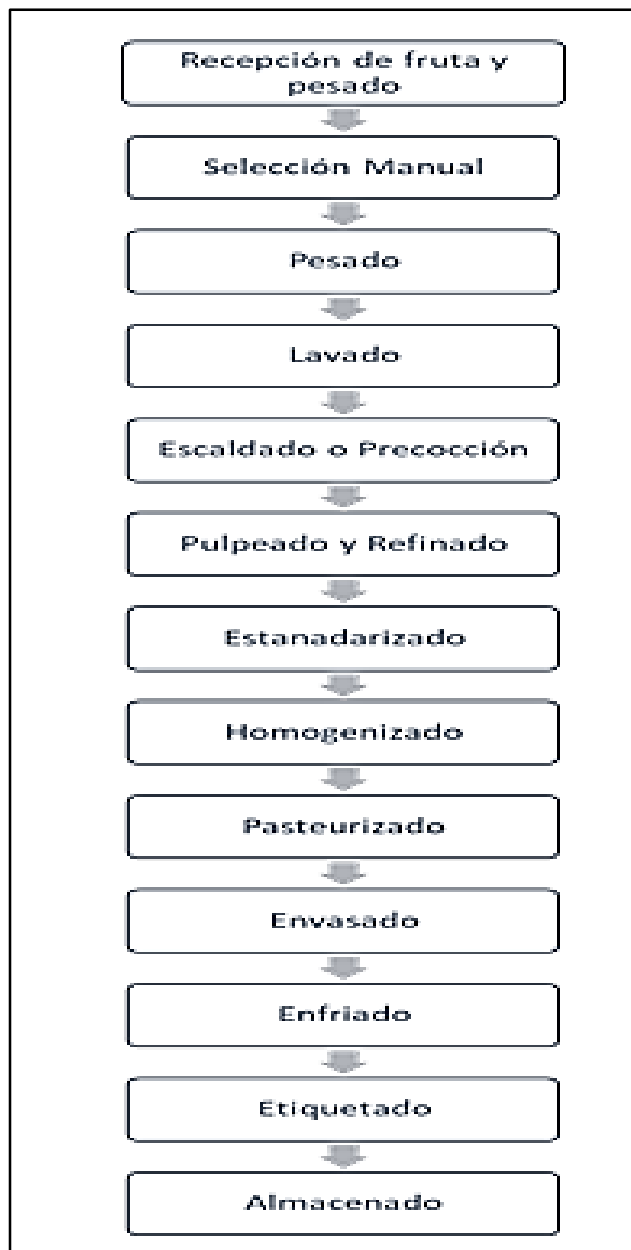 Recepción de fruta y
pesado
Selección Manual
Pesado
Lavado
Escaldado o Precocción
Pulpeado y Refinado
Estanadarizado
Homogenizado
Pasteurizado
Envasado
Enfriado
Etiquetado
Almacenado